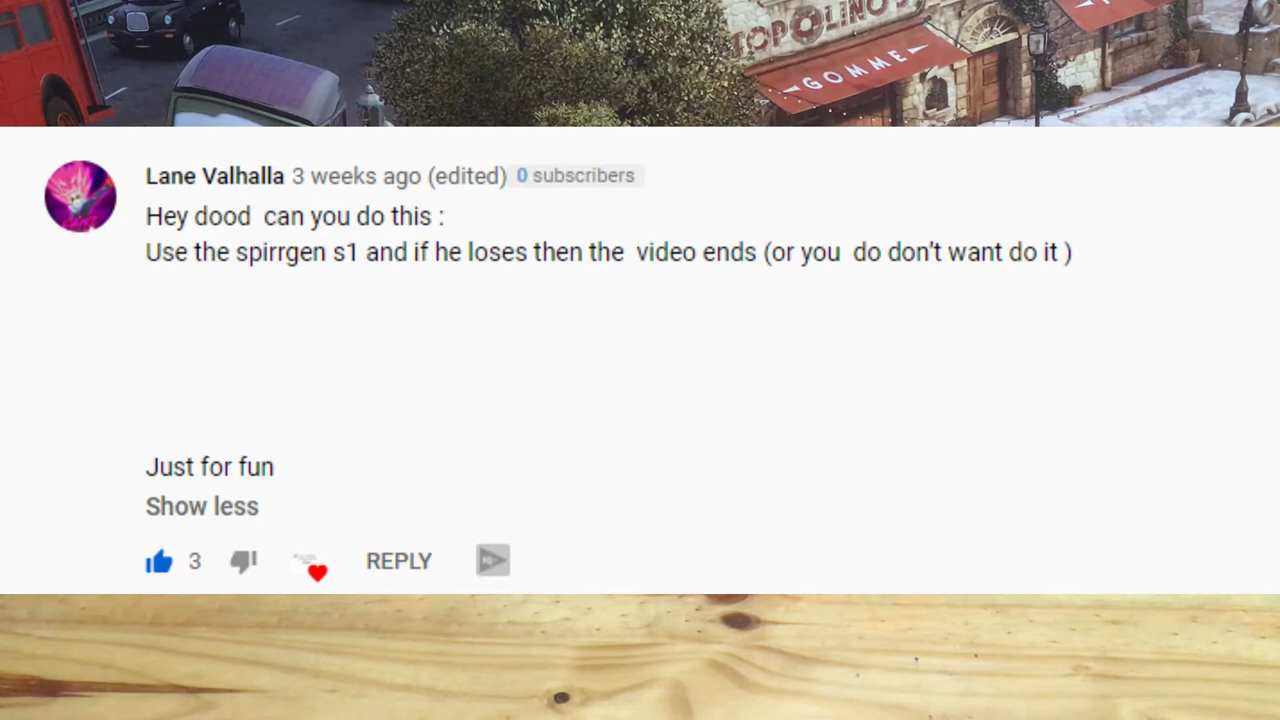 TOPOLINO'S
GOMME
Lane Valhalla 3 weeks ago (edited) 0 subscribers
Hey dood can you do this :
Use the spirrgen s1 and if he loses then the video ends (or you do don't want do it )
Just for fun
Show less
3 REPLY